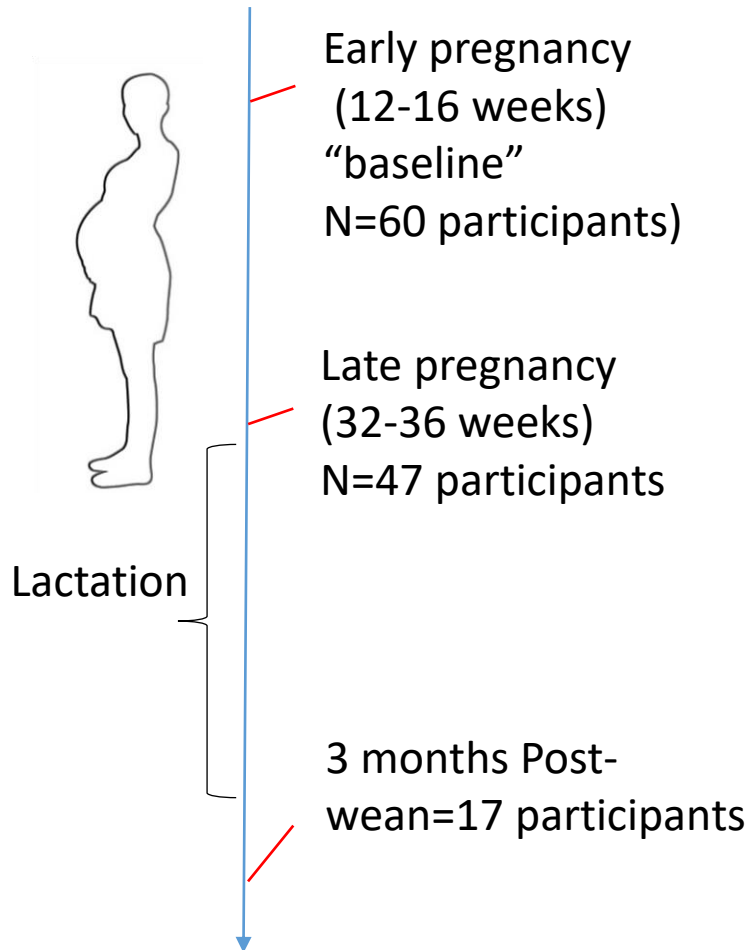 Early pregnancy
(12-16 weeks)
“baseline”
N=60 participants)
Late pregnancy
(32-36 weeks)
N=47 participants
Lactation
3 months Post-
wean=17 participants